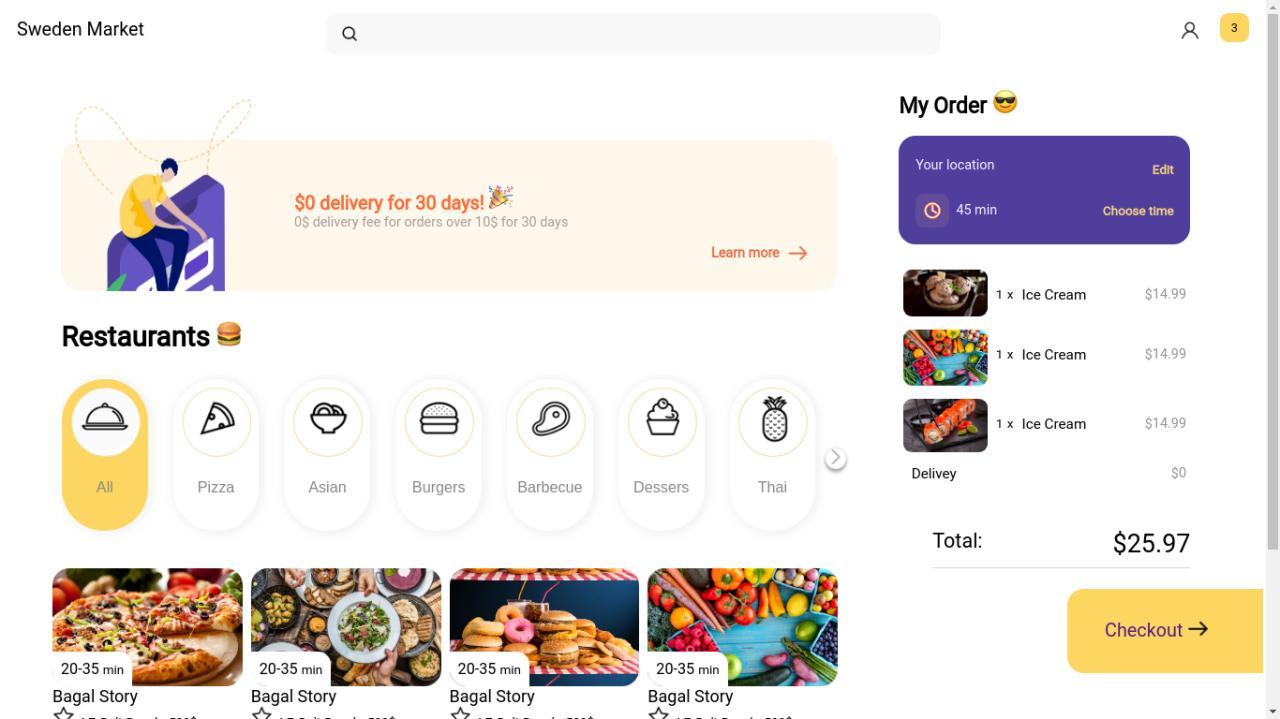 Sweden Market
3
$0 delivery for 30 days!
0$ delivery fee for orders over 10$ for 30 days
Learn more
Restaurants
All
Pizza
Asian
Burgers
Barbecue
Dessers
Thai
20-35 min
Bagal Story
20-35 min
Bagal Story
20-35 min
Bagal Story
20-35 min
Bagal Story
My Order
Your location
Edit
45 min
Choose time
1 x Ice Cream $14.99
1 x Ice Cream $14.99
1 x Ice Cream $14.99
Delivey $0
Total: $25.97
Checkout